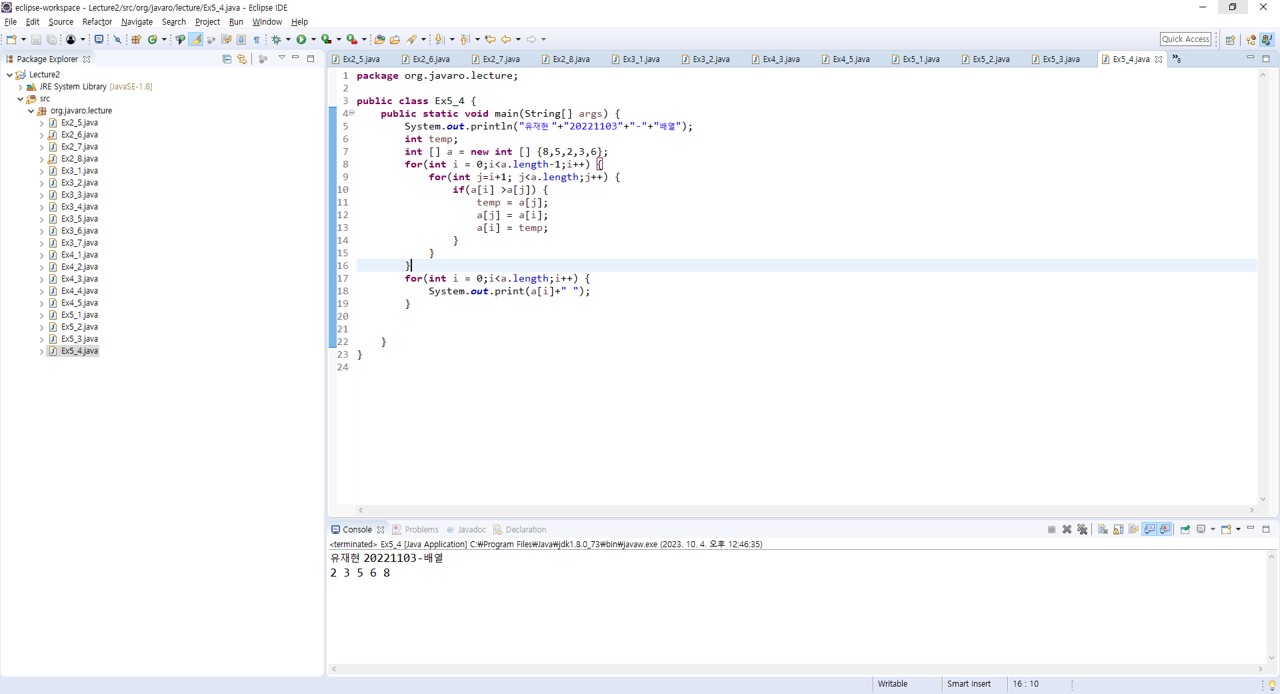 eclipse-workspace - Lecture2/src/org/javaro/lecture/Ex5_4.java - Eclipse IDE
File Edit Source Refactor Navigate Search Project Run Window Help
Quick Access
Package Explorer
Lecture2
JRE System Library [JavaSE-1.8]
src
org.javaro.lecture
Ex2_5.java
Ex2_6.java
Ex2_7.java
Ex2_8.java
Ex3_1.java
Ex3_2.java
Ex3_3.java
Ex3_4.java
Ex3_5.java
Ex3_6.java
Ex3_7.java
Ex4_1.java
Ex4_2.java
Ex4_3.java
Ex4_4.java
Ex4_5.java
Ex5_1.java
Ex5_2.java
Ex5_3.java
Ex5_4.java
Ex2_5.java Ex2_6.java Ex2_7.java Ex2_8.java Ex3_1.java Ex3_2.java Ex4_3.java Ex4_5.java Ex5_1.java Ex5_2.java Ex5_3.java Ex5_4.java »5
1 package org.javaro.lecture;
2
3 public class Ex5_4 {
4 public static void main(String[] args) {
5 System.out.println("유재현 "+"20221103"+"-"+"배열");
6 int temp;
7 int [] a = new int [] {8,5,2,3,6};
8 for(int i = 0;i<a.length-1;i++) {
9 for(int j=i+1; j<a.length;j++) {
10 if(a[i] >a[j]) {
11 temp = a[j];
12 a[j] = a[i];
13 a[i] = temp;
14 }
15 }
16 }
17 for(int i = 0;i<a.length;i++) {
18 System.out.print(a[i]+" ");
19 }
20
21
22 }
23 }
24
Console Problems @ Javadoc Declaration
<terminated> Ex5_4 [Java Application] C:₩Program Files₩Java₩jdk1.8.0_73₩bin₩javaw.exe (2023. 10. 4. 오후 12:46:35)
유재현 20221103-배열
2 3 5 6 8
Writable Smart Insert 16 : 10